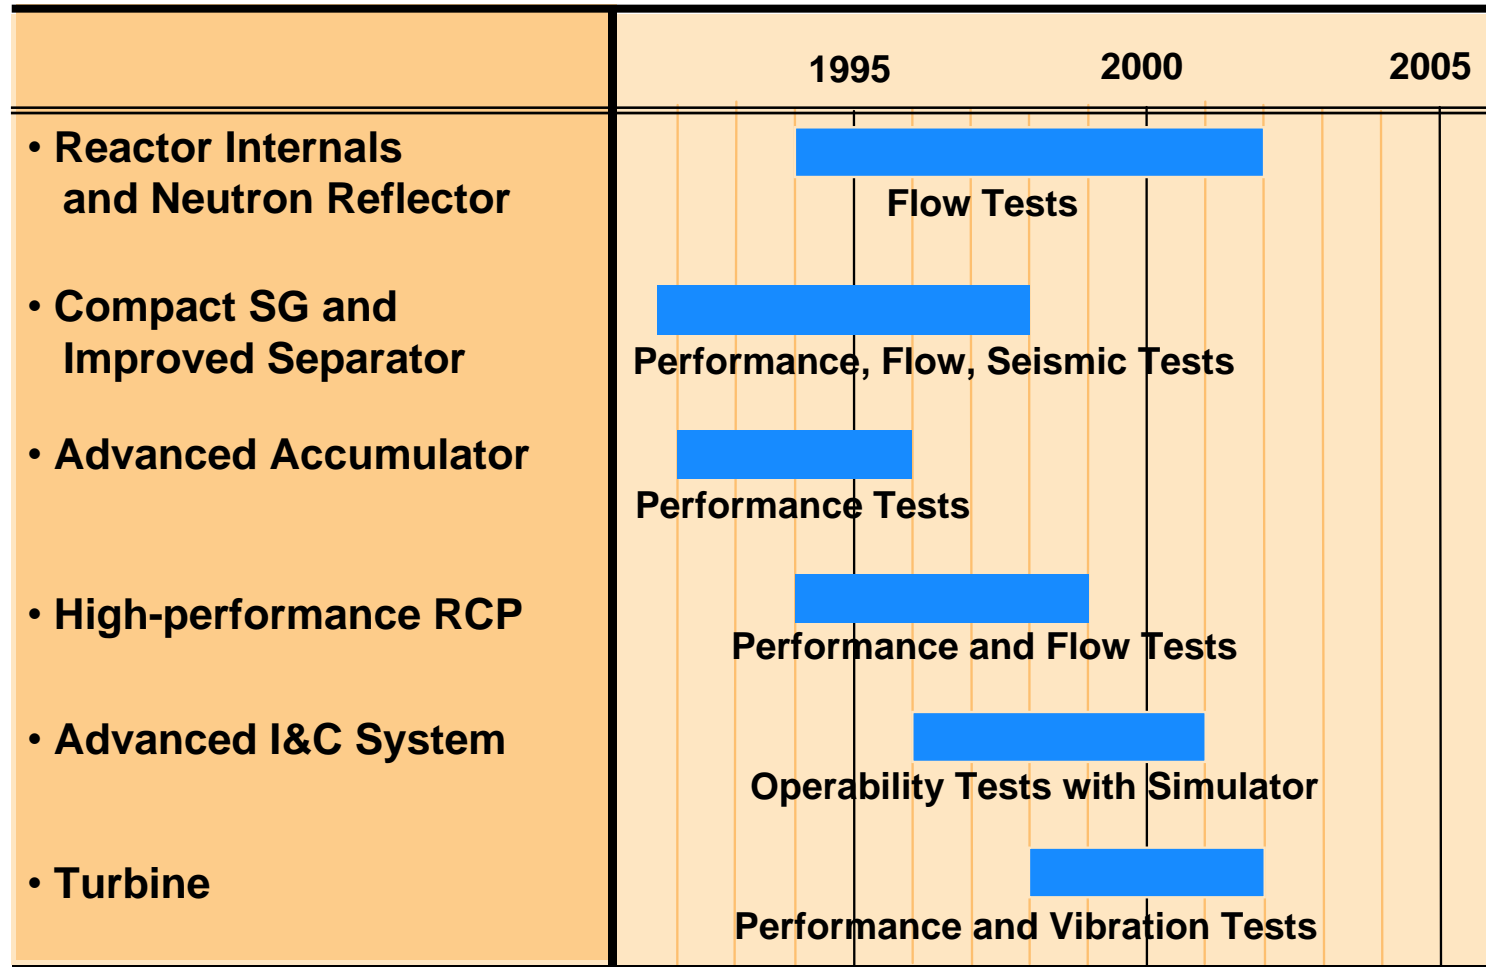 1995 2000 2005
• Reactor Internals
and Neutron Reflector
Flow Tests
• Compact SG and
Improved Separator
Performance, Flow, Seismic Tests
• Advanced Accumulator
Performance Tests
• High-performance RCP
Performance and Flow Tests
• Advanced I&C System
Operability Tests with Simulator
• Turbine
Performance and Vibration Tests